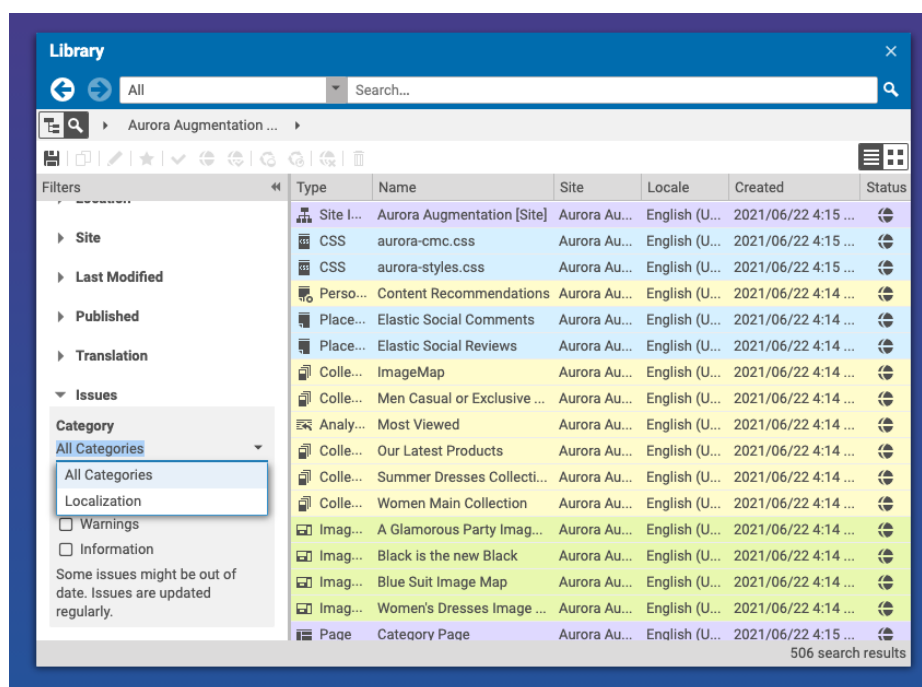 Library
All Search...
Aurora Augmentation ...
Filters
Type Name Site Locale Created Status
Site
Last Modified
Published
Translation
Issues
Category
All Categories
All Categories
Localization
Warnings
Information
Some issues might be out of
date. Issues are updated
regularly.
Site I... Aurora Augmentation [Site] Aurora Au... English (U... 2021/06/22 4:15 ...
CSS aurora-cmc.css Aurora Au... English (U... 2021/06/22 4:15 ...
CSS aurora-styles.css Aurora Au... English (U... 2021/06/22 4:15 ...
Perso... Content Recommendations Aurora Au... English (U... 2021/06/22 4:14 ...
Place... Elastic Social Comments Aurora Au... English (U... 2021/06/22 4:14 ...
Place... Elastic Social Reviews Aurora Au... English (U... 2021/06/22 4:14 ...
Colle... ImageMap Aurora Au... English (U... 2021/06/22 4:14 ...
Colle... Men Casual or Exclusive ... Aurora Au... English (U... 2021/06/22 4:14 ...
Analy... Most Viewed Aurora Au... English (U... 2021/06/22 4:14 ...
Colle... Our Latest Products Aurora Au... English (U... 2021/06/22 4:14 ...
Colle... Summer Dresses Collecti... Aurora Au... English (U... 2021/06/22 4:14 ...
Colle... Women Main Collection Aurora Au... English (U... 2021/06/22 4:14 ...
Imag... A Glamorous Party Imag... Aurora Au... English (U... 2021/06/22 4:14 ...
Imag... Black is the new Black Aurora Au... English (U... 2021/06/22 4:14 ...
Imag... Blue Suit Image Map Aurora Au... English (U... 2021/06/22 4:14 ...
Imag... Women's Dresses Image ... Aurora Au... English (U... 2021/06/22 4:14 ...
Page Category Page Aurora Au... English (U... 2021/06/22 4:15 ...
506 search results